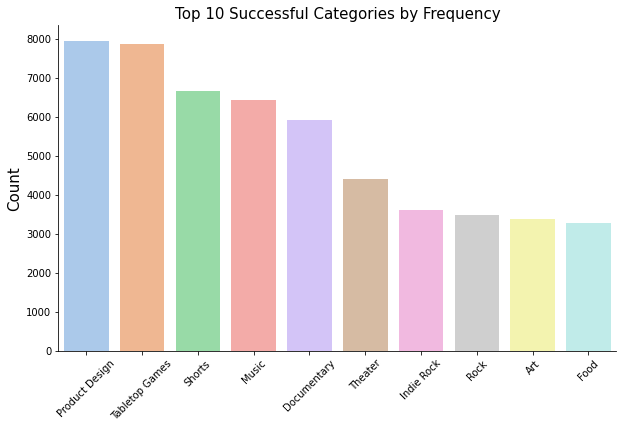 Top 10 Successful Categories by Frequency
Count
8000
7000
6000
5000
4000
3000
2000
1000
0
Product Design
Tabletop Games
Shorts
Music
Documentary
Theater
Indie Rock
Rock
Art
Food